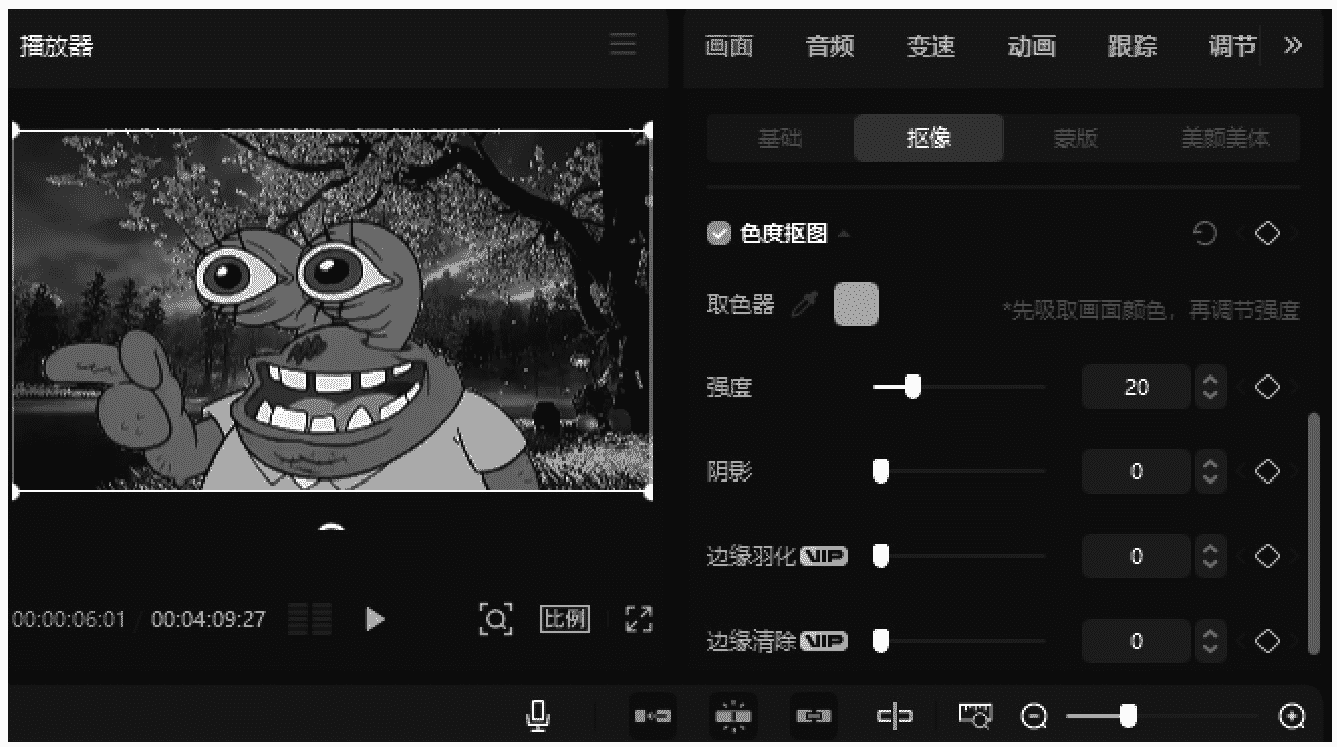 播放器
画面 音频 变速 动画 跟踪 调节
基础 抠像 蒙版 美颜美体
色度抠图
取色器 *先吸取画面颜色，再调节强度
强度 20
阴影 0
边缘羽化 VIP 0
边缘清除 VIP 0
00:00:06:01 / 00:04:09:27 比例